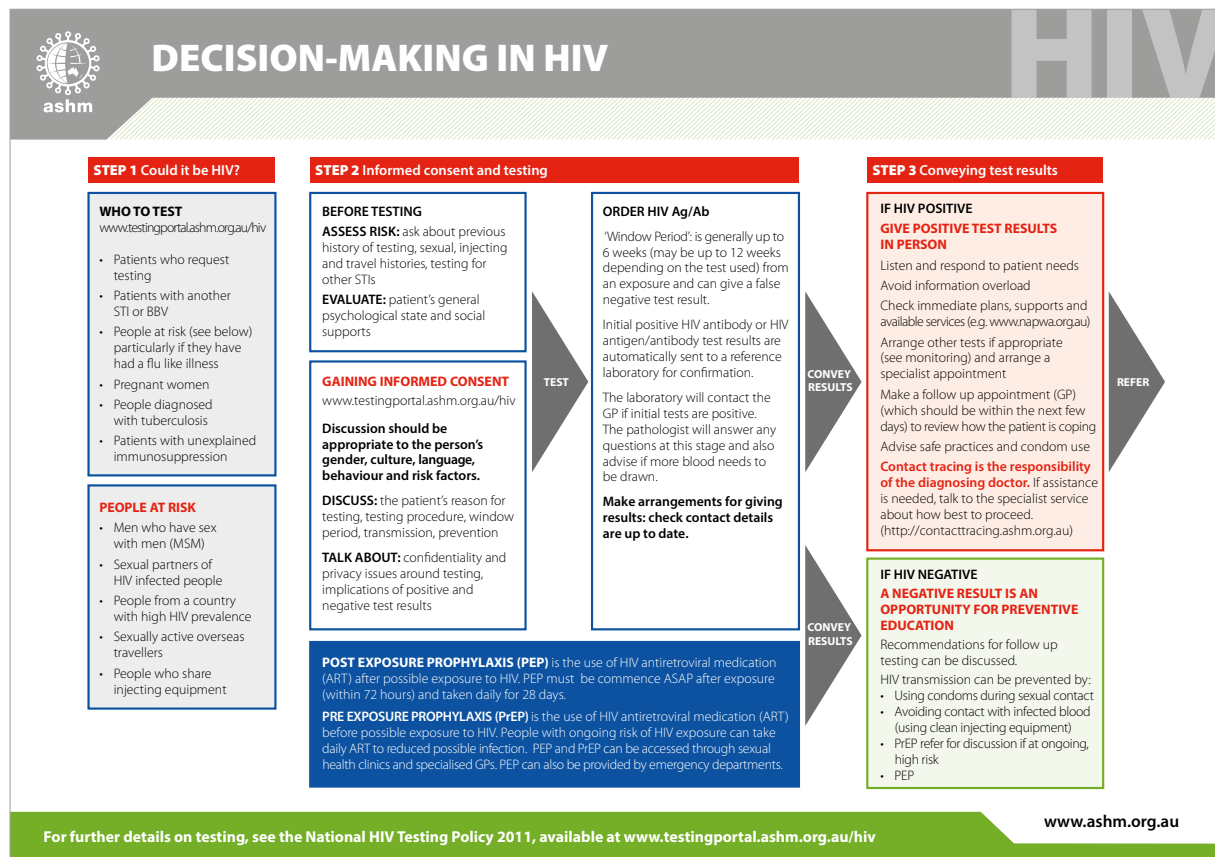 HIV
DECISION-MAKING IN HIV
ashm
STEP 1 Could it be HIV?
WHO TO TEST
www.testingportal.ashm.org.au/hiv
• Patients who request
testing
• Patients with another
STI or BBV
• People at risk (see below)
particularly if they have
had a flu like illness
• Pregnant women
• People diagnosed
with tuberculosis
• Patients with unexplained
immunosuppression
PEOPLE AT RISK
• Men who have sex
with men (MSM)
• Sexual partners of
HIV infected people
• People from a country
with high HIV prevalence
• Sexually active overseas
travellers
• People who share
injecting equipment
STEP 2 Informed consent and testing
BEFORE TESTING
ASSESS RISK: ask about previous
history of testing, sexual, injecting
and travel histories, testing for
other STIs
EVALUATE: patient's general
psychological state and social
supports
GAINING INFORMED CONSENT
www.testingportal.ashm.org.au/hiv
Discussion should be
appropriate to the person's
gender, culture, language,
behaviour and risk factors.
DISCUSS: the patient's reason for
testing, testing procedure, window
period, transmission, prevention
TALK ABOUT: confidentiality and
privacy issues around testing,
implications of positive and
negative test results
TEST
ORDER HIV Ag/Ab
'Window Period': is generally up to
6 weeks (may be up to 12 weeks
depending on the test used) from
an exposure and can give a false
negative test result.
Initial positive HIV antibody or HIV
antigen/antibody test results are
automatically sent to a reference
laboratory for confirmation.
The laboratory will contact the
GP if initial tests are positive.
The pathologist will answer any
questions at this stage and also
advise if more blood needs to
be drawn.
Make arrangements for giving
results: check contact details
are up to date.
POST EXPOSURE PROPHYLAXIS (PEP) is the use of HIV antiretroviral medication
(ART) after possible exposure to HIV. PEP must be commence ASAP after exposure
(within 72 hours) and taken daily for 28 days.
PRE EXPOSURE PROPHYLAXIS (PrEP) is the use of HIV antiretroviral medication (ART)
before possible exposure to HIV. People with ongoing risk of HIV exposure can take
daily ART to reduced possible infection. PEP and PrEP can be accessed through sexual
health clinics and specialised GPs. PEP can also be provided by emergency departments.
CONVEY
RESULTS
CONVEY
RESULTS
STEP 3 Conveying test results
IF HIV POSITIVE
GIVE POSITIVE TEST RESULTS
IN PERSON
Listen and respond to patient needs
Avoid information overload
Check immediate plans, supports and
available services (e.g. www.napwa.org.au)
Arrange other tests if appropriate
(see monitoring) and arrange a
specialist appointment
Make a follow up appointment (GP)
(which should be within the next few
days) to review how the patient is coping
Advise safe practices and condom use
Contact tracing is the responsibility
of the diagnosing doctor. If assistance
is needed, talk to the specialist service
about how best to proceed.
(http://contacttracing.ashm.org.au)
REFER
IF HIV NEGATIVE
A NEGATIVE RESULT IS AN
OPPORTUNITY FOR PREVENTIVE
EDUCATION
Recommendations for follow up
testing can be discussed.
HIV transmission can be prevented by:
• Using condoms during sexual contact
• Avoiding contact with infected blood
(using clean injecting equipment)
• PrEP refer for discussion if at ongoing,
high risk
• PEP
For further details on testing, see the National HIV Testing Policy 2011, available at www.testingportal.ashm.org.au/hiv
www.ashm.org.au